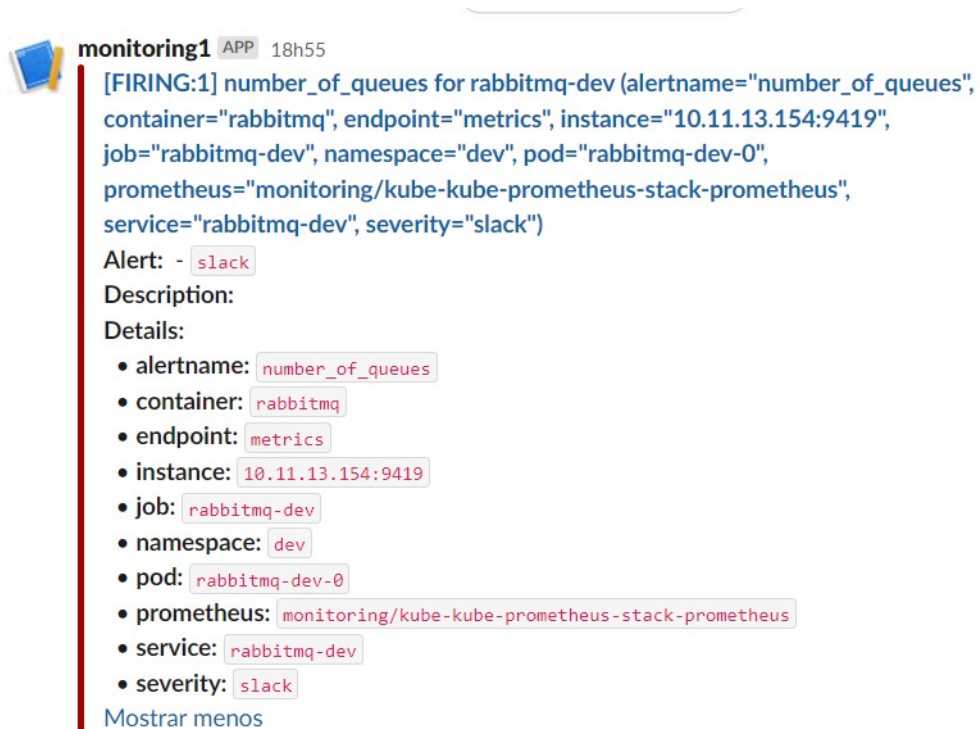 monitoring1 APP 18h55
[FIRING:1] number_of_queues for rabbitmq-dev (alertname="number_of_queues",
container="rabbitmq", endpoint="metrics", instance="10.11.13.154:9419",
job="rabbitmq-dev", namespace="dev", pod="rabbitmq-dev-0",
prometheus="monitoring/kube-kube-prometheus-stack-prometheus",
service="rabbitmq-dev", severity="slack")
Alert: - slack
Description:
Details:
• alertname: number_of_queues
• container: rabbitmq
• endpoint: metrics
• instance: 10.11.13.154:9419
• job: rabbitmq-dev
• namespace: dev
• pod: rabbitmq-dev-0
• prometheus: monitoring/kube-kube-prometheus-stack-prometheus
• service: rabbitmq-dev
• severity: slack
Mostrar menos